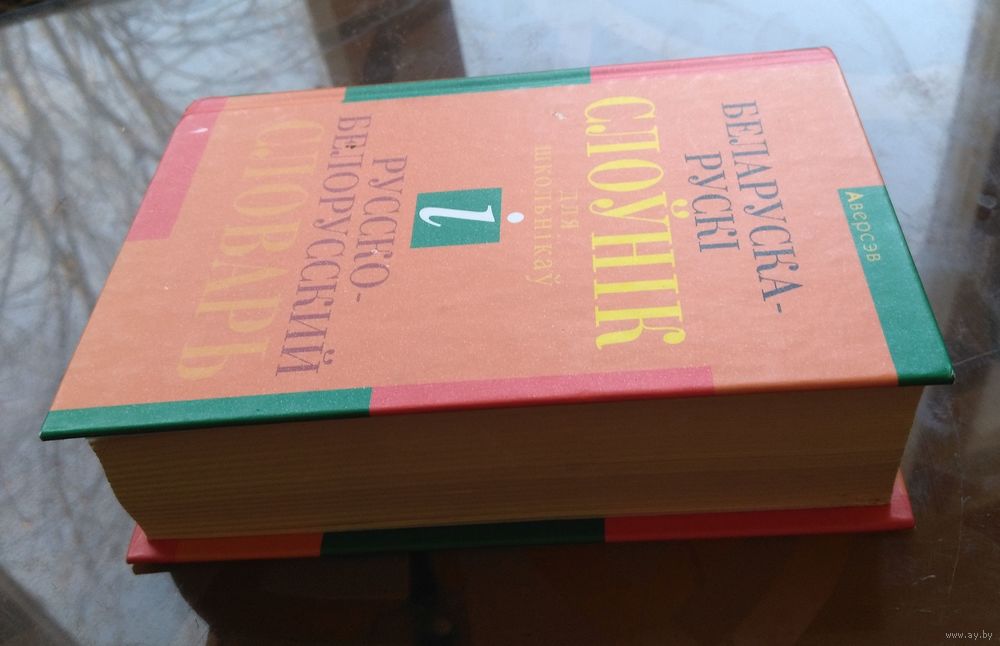 Аверсэв
БЕЛАРУСКА-
РУСКІ
СЛОЎНІК
для
школьнікаў
і
РУССКО-
БЕЛОРУССКИЙ
СЛОВАРЬ
www.ay.by